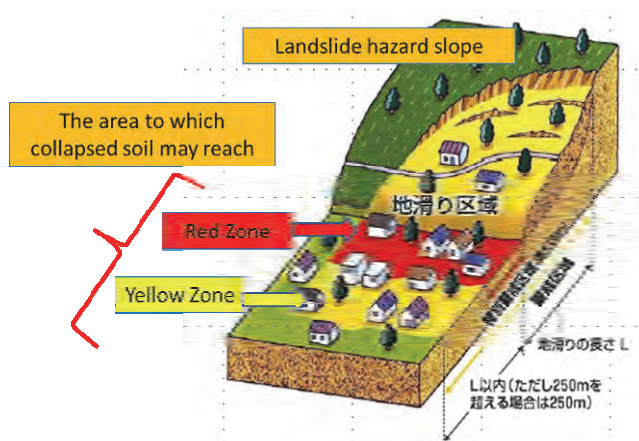 Landslide hazard slope
The area to which
collapsed soil may reach
地滑り区域
Red Zone
Yellow Zone
地滑りの長さ L
L以内(ただし250mを
超える場合は250m)